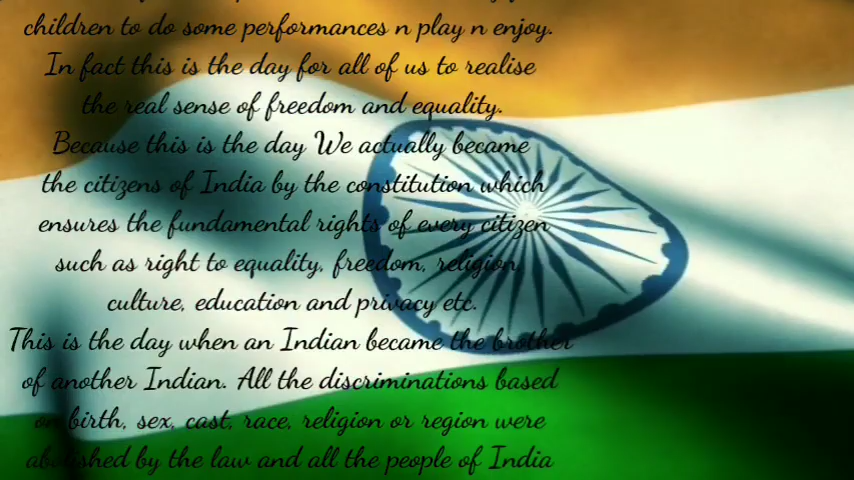 children to do some performances n play n enjoy.
In fact this is the day for all of us to realise
the real sense of freedom and equality.
Because this is the day We actually became
the citizens of India by the constitution which
ensures the fundamental rights of every citizen
such as right to equality, freedom, religion,
culture, education and privacy etc.
This is the day when an Indian became the brother
of another Indian. All the discriminations based
on birth, sex, cast, race, religion or region were
abolished by the law and all the people of India